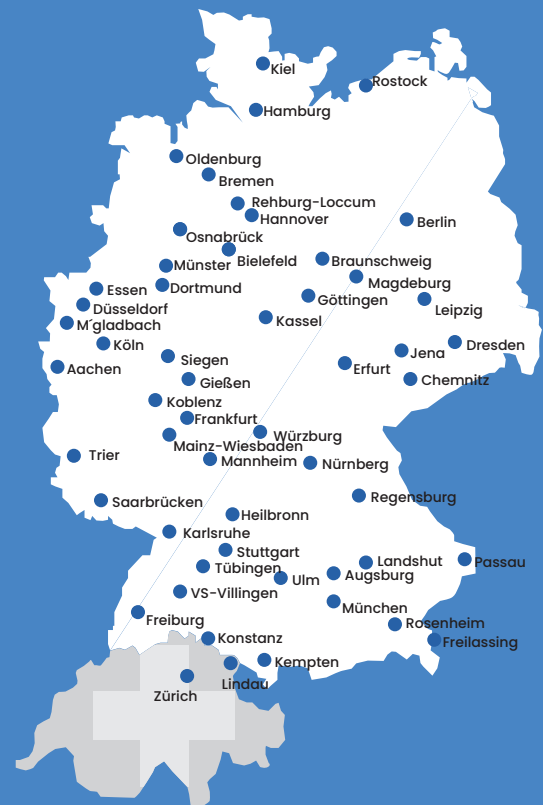 Kiel
Rostock
Hamburg
Oldenburg
Bremen
Rehburg-Loccum
Hannover
Berlin
Osnabrück
Bielefeld
Braunschweig
Münster
Magdeburg
Dortmund
Essen
Göttingen
Düsseldorf
Leipzig
M´gladbach
Kassel
Köln
Dresden
Jena
Siegen
Erfurt
Aachen
Gießen
Chemnitz
Koblenz
Frankfurt
Würzburg
Mainz-Wiesbaden
Trier
Mannheim
Nürnberg
Regensburg
Saarbrücken
Heilbronn
Karlsruhe
Stuttgart
Landshut
Passau
Tübingen
Augsburg
Ulm
VS-Villingen
München
Freiburg
Rosenheim
Konstanz
Freilassing
Kempten
Lindau
Zürich